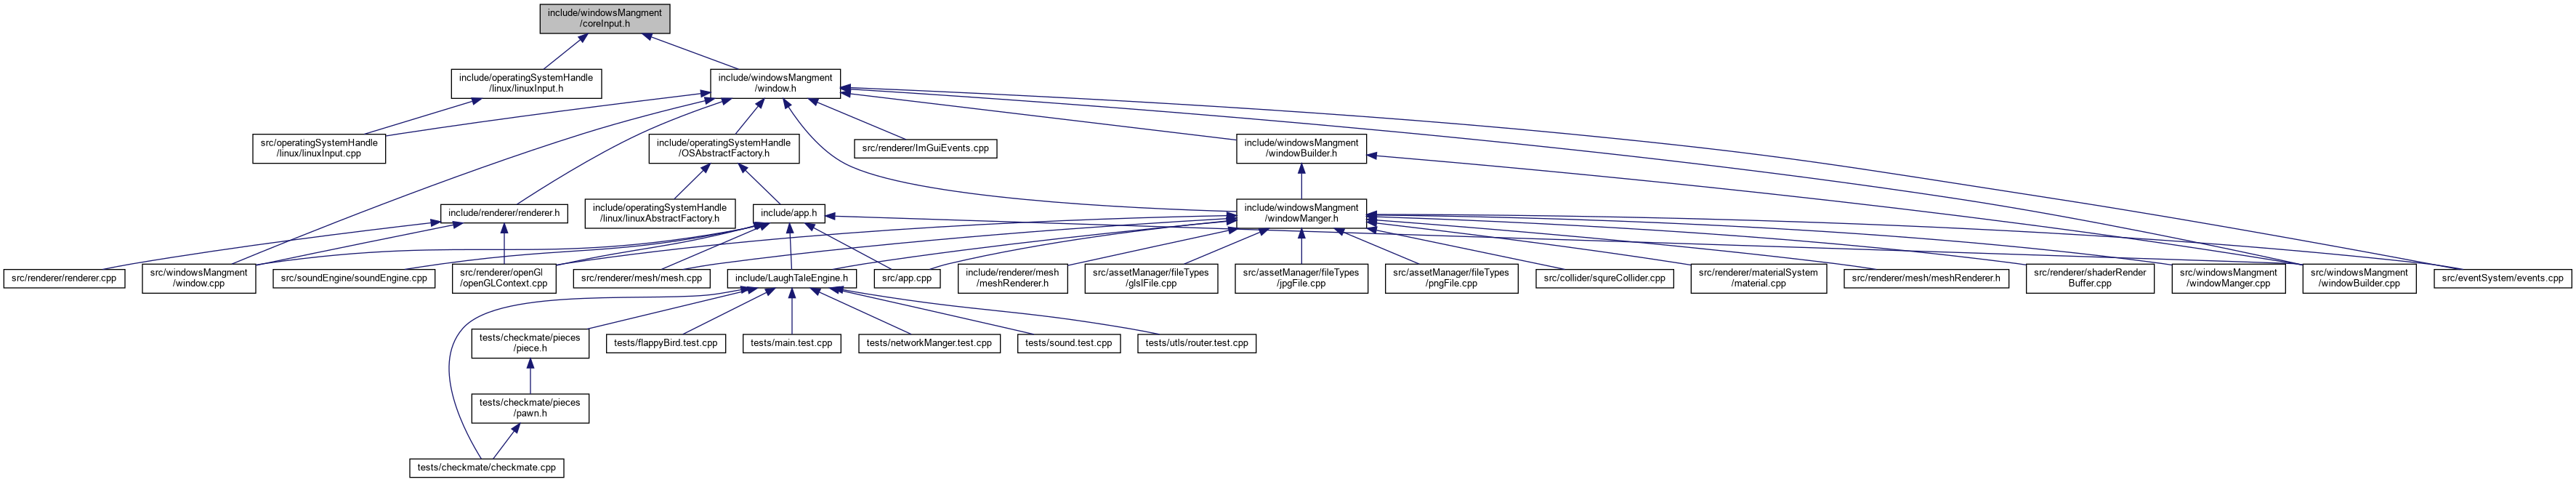 include/windowsMangment
/coreInput.h
include/operatingSystemHandle
/linux/linuxInput.h
include/windowsMangment
/window.h
src/operatingSystemHandle
/linux/linuxInput.cpp
include/operatingSystemHandle
/OSAbstractFactory.h
src/renderer/ImGuiEvents.cpp
include/windowsMangment
/windowBuilder.h
include/renderer/renderer.h
include/operatingSystemHandle
/linux/linuxAbstractFactory.h
include/app.h
include/windowsMangment
/windowManger.h
src/renderer/renderer.cpp
src/windowsMangment
/window.cpp
src/soundEngine/soundEngine.cpp
src/renderer/openGl
/openGLContext.cpp
src/renderer/mesh/mesh.cpp
include/LaughTaleEngine.h
src/app.cpp
include/renderer/mesh
/meshRenderer.h
src/assetManager/fileTypes
/glslFile.cpp
src/assetManager/fileTypes
/jpgFile.cpp
src/assetManager/fileTypes
/pngFile.cpp
src/collider/squreCollider.cpp
src/renderer/materialSystem
/material.cpp
src/renderer/mesh/meshRenderer.h
src/renderer/shaderRender
Buffer.cpp
src/windowsMangment
/windowManger.cpp
src/windowsMangment
/windowBuilder.cpp
src/eventSystem/events.cpp
tests/checkmate/pieces
/piece.h
tests/flappyBird.test.cpp
tests/main.test.cpp
tests/networkManger.test.cpp
tests/sound.test.cpp
tests/utls/router.test.cpp
tests/checkmate/pieces
/pawn.h
tests/checkmate/checkmate.cpp